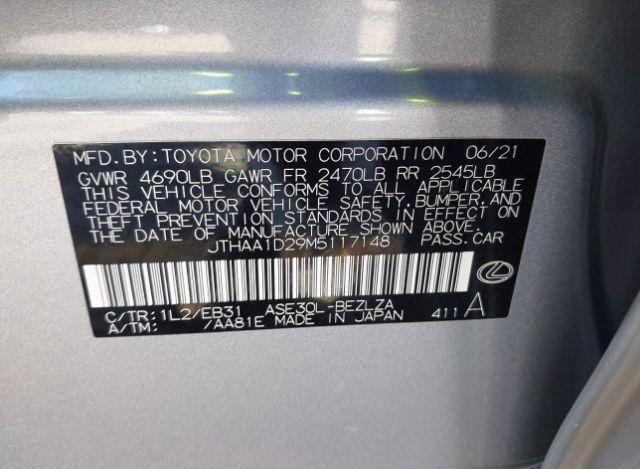 MFD.BY:TOYOTA MOTOR CORPORATION 06/21
GVWR 4690LB GAWR FR 2470LB RR 2545LB
THIS VEHICLE CONFORMS TO ALL APPLICABLE
FEDERAL MOTOR VEHICLE SAFETY,BUMPER,AND
THEFT PREVENTION STANDARDS IN EFFECT ON
THE DATE OF MANUFACTURE SHOWN ABOVE.
JTHAA1D29M5117148 PASS.CAR
C/TR:1L2/EB31 ASE30L-BEZLZA
A/TM: /AA81E MADE IN JAPAN 411A